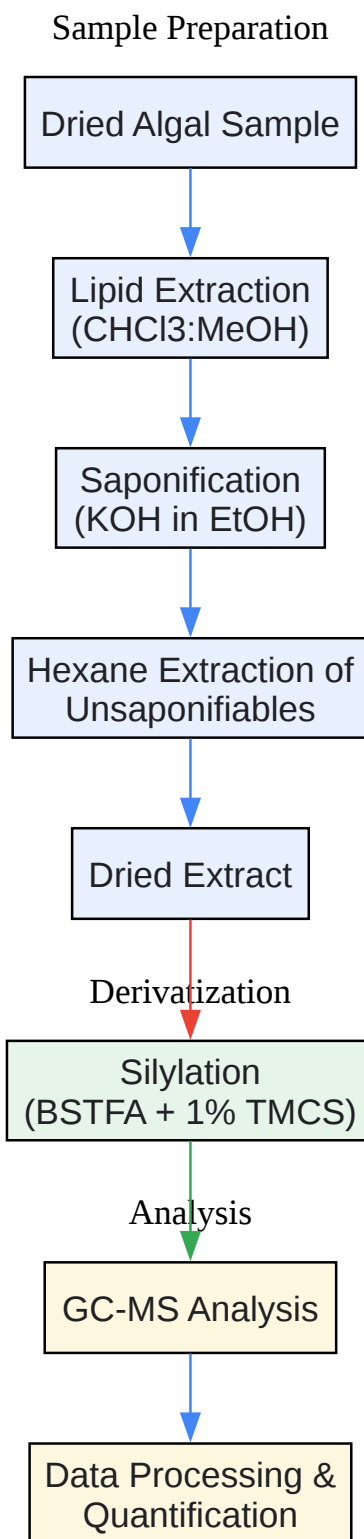 Sample Preparation
Dried Algal Sample
Lipid Extraction
(CHCl3:MeOH)
Saponification
(KOH in EtOH)
Hexane Extraction of
Unsaponifiables
Dried Extract
Derivatization
Silylation
(BSTFA + 1% TMCS)
Analysis
GC-MS Analysis
Data Processing &
Quantification